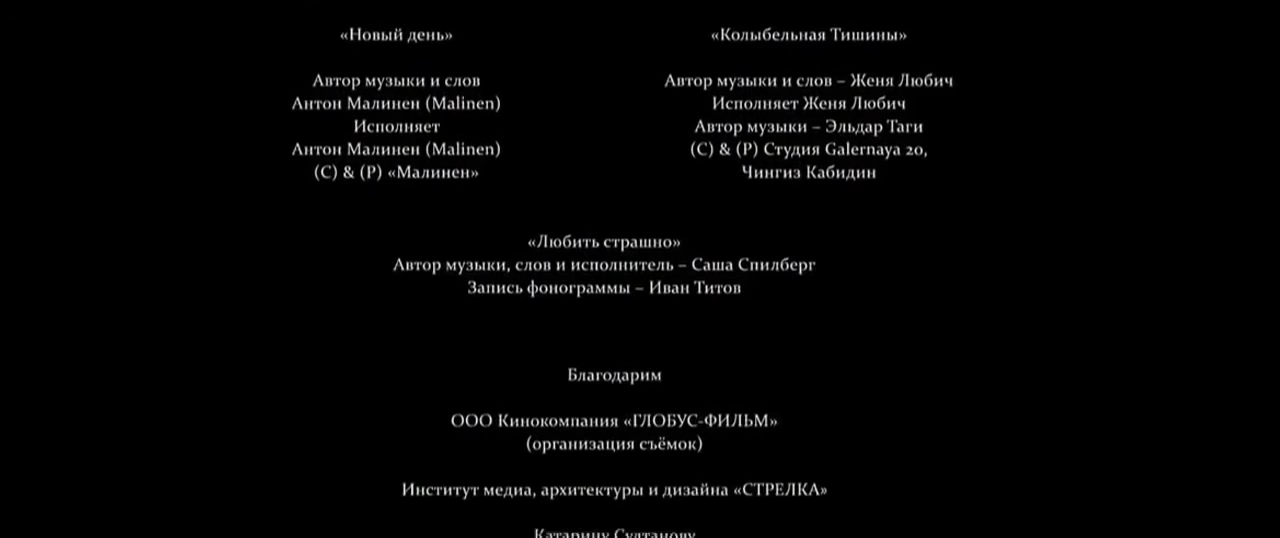 «Новый день»
Автор музыки и слов
Антон Малинен (Malinen)
Исполняет
Антон Малинен (Malinen)
(C) & (P) «Малинен»
«Колыбельная Тишины»
Автор музыки и слов – Женя Любич
Исполняет Женя Любич
Автор музыки – Эльдар Таги
(C) & (P) Студия Galernaya 20,
Чингиз Кабидин
«Любить страшно»
Автор музыки, слов и исполнитель – Саша Спилберг
Запись фонограммы – Иван Титов
Благодарим
ООО Кинокомпания «ГЛОБУС-ФИЛЬМ»
(организация съёмок)
Институт медиа, архитектуры и дизайна «СТРЕЛКА»
Катарину Султанову